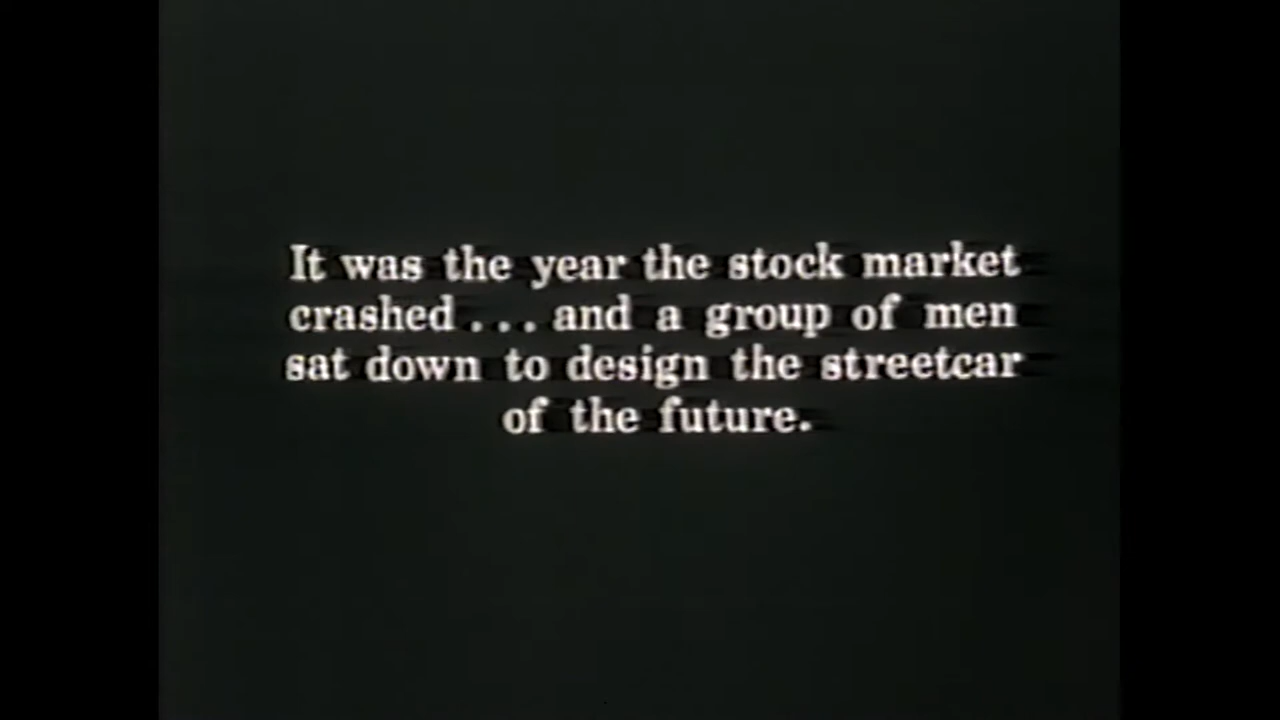 It was the year the stock market
crashed... and a group of men
sat down to design the streetcar
of the future.